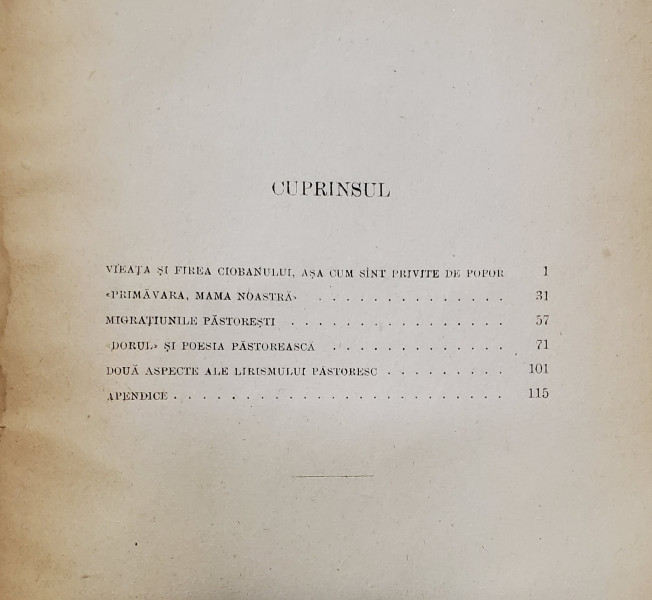 CUPRINSUL
VIEAȚA ȘI FIREA CIOBANULUI, AȘA CUM SÎNT PRIVITE DE POPOR 1
«PRIMĂVARA, MAMA NOASTRĂ» . . . . . . . . . . . . . . 31
MIGRAȚIUNILE PĂSTOREȘTI . . . . . . . . . . . . . . . . 57
«DORUL» ȘI POESIA PĂSTOREASCĂ . . . . . . . . . . . . . 71
DOUĂ ASPECTE ALE LIRISMULUI PĂSTORESC . . . . . . . . . 101
APENDICE . . . . . . . . . . . . . . . . . . . . . . . . 115